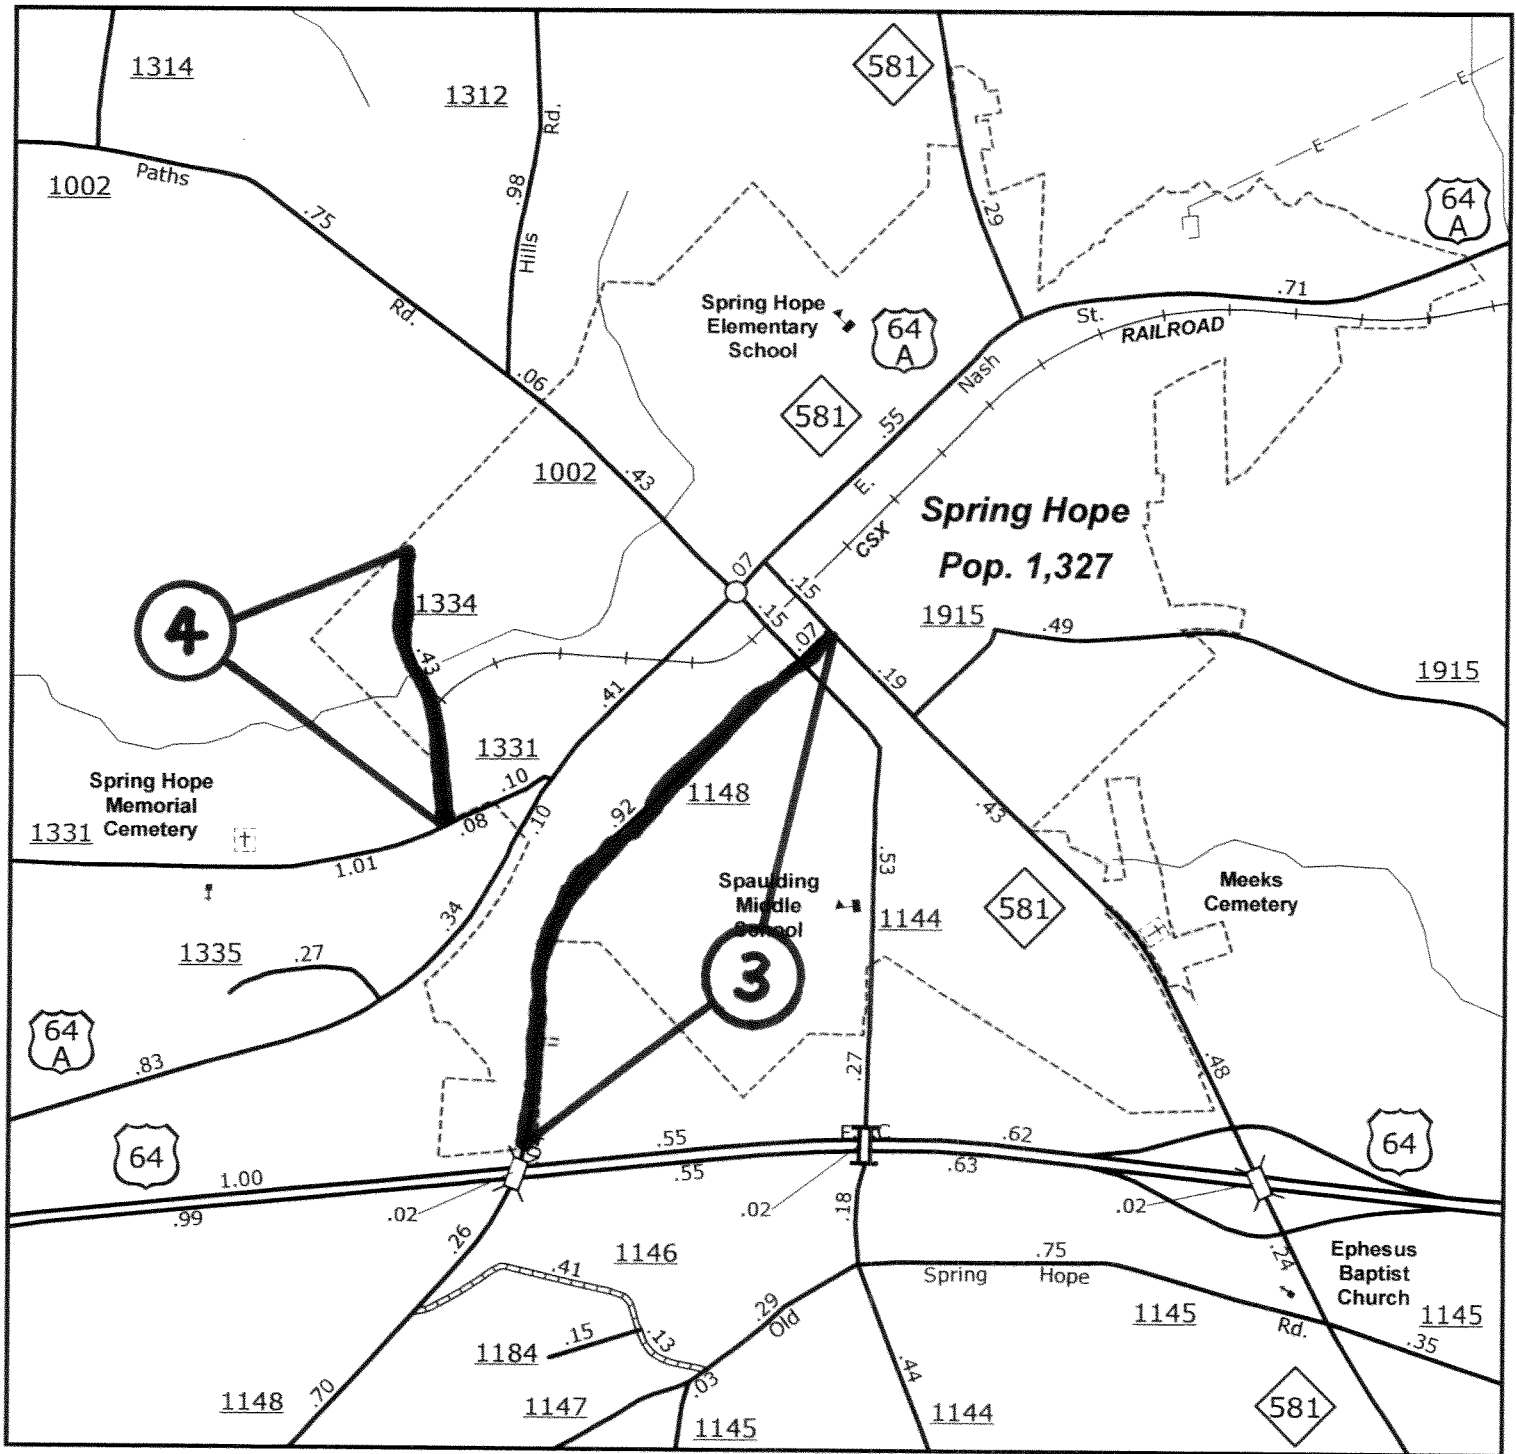 1314
1312
Rd.
581
1002
Paths
.75
.98
Hills
.29
64
A
E
E
Rd.
Spring Hope
Elementary
School
64
A
St.
.71
RAILROAD
.06
581
Nash
.55
E.
1002
.43
CSX
Spring Hope
Pop. 1,327
4
1334
.43
.07
.15
.15
.07
1915
.49
.19
1915
.41
1331
.10
.08
.10
Spring Hope
Memorial
Cemetery
1331
1.01
.92
1148
.43
.53
Spaulding
Middle
School
1144
581
Meeks
Cemetery
.34
1335
.27
3
64
A
.83
.27
.48
64
.55
.55
.62
.63
64
1.00
.99
.02
.02
.02
.26
.18
1146
.41
.75
Spring Hope
.24
Ephesus
Baptist
Church
1145
.29
Old
1145
Rd.
.35
.15
.13
1184
.03
.44
1148
.70
1147
1145
1144
581